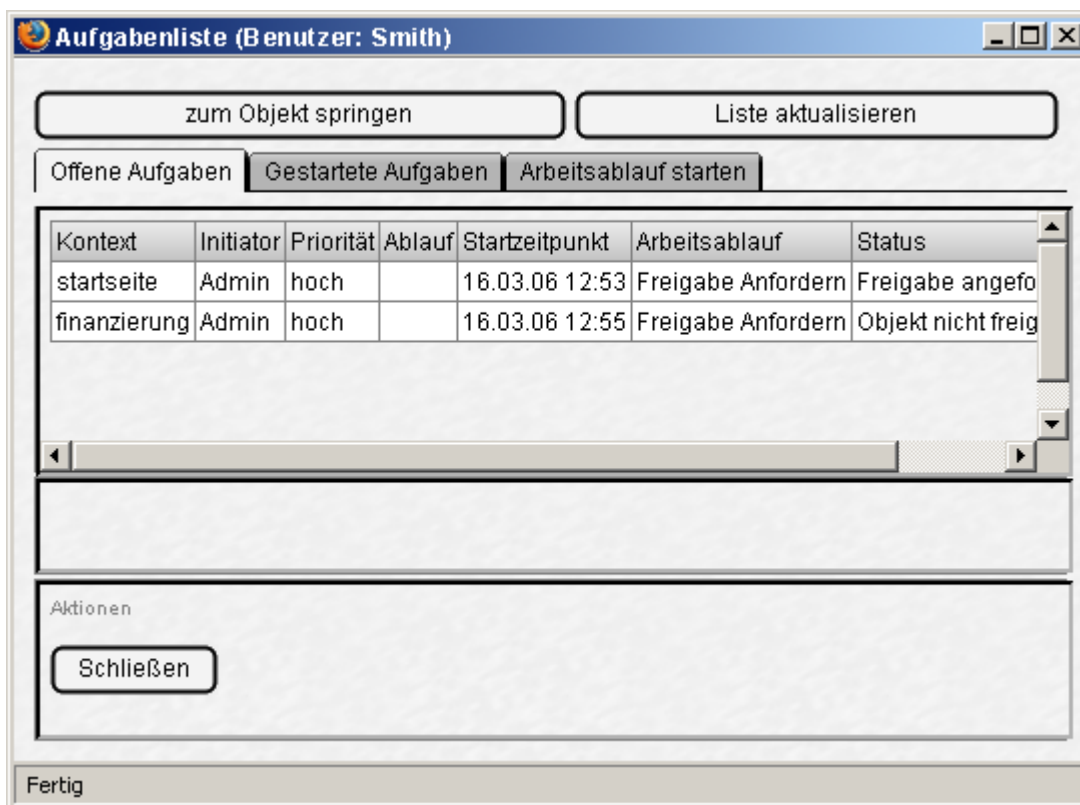 Aufgabenliste (Benutzer: Smith)
zum Objekt springen Liste aktualisieren
Offene Aufgaben Gestartete Aufgaben Arbeitsablauf starten
Kontext Initiator Priorität Ablauf Startzeitpunkt Arbeitsablauf Status
startseite Admin hoch 16.03.06 12:53 Freigabe Anfordern Freigabe angefo
finanzierung Admin hoch 16.03.06 12:55 Freigabe Anfordern Objekt nicht freig
Aktionen
Schließen
Fertig